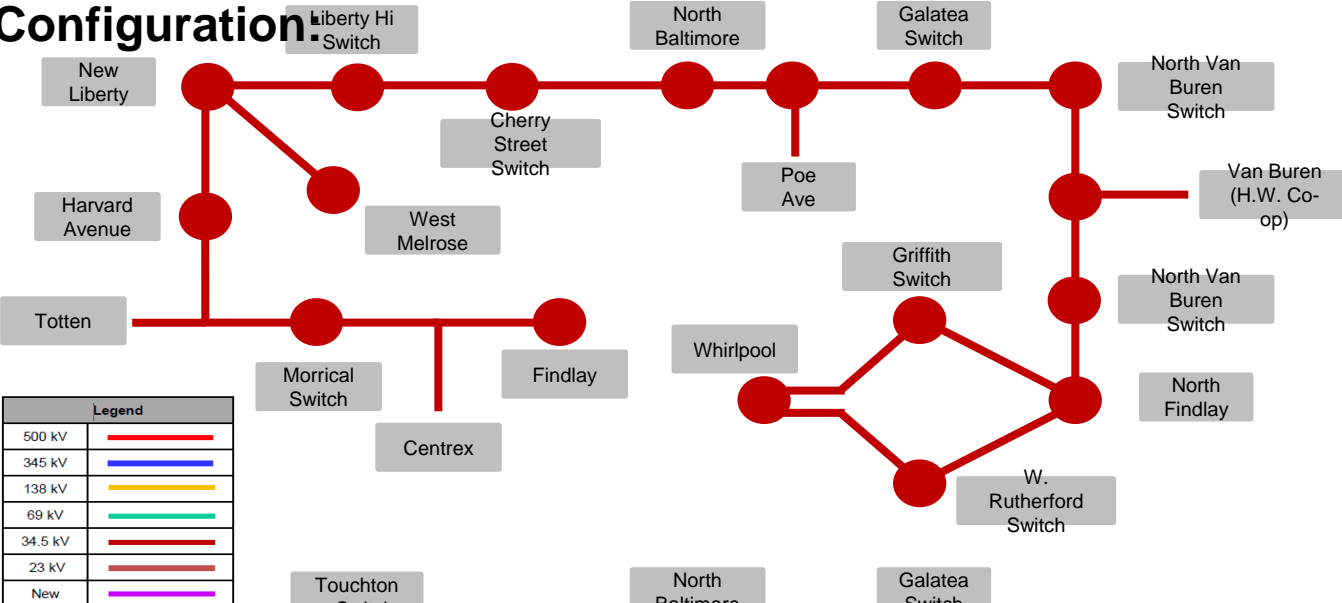 Configuration:
Liberty Hi
Switch
North
Baltimore
Galatea
Switch
New
Liberty
North Van
Buren
Switch
Cherry
Street
Switch
Poe
Ave
Van Buren
(H.W. Co-
op)
Harvard
Avenue
West
Melrose
Griffith
Switch
North Van
Buren
Switch
Totten
Whirlpool
Morrical
Switch
Findlay
North
Findlay
Centrex
W.
Rutherford
Switch
Legend
500 kV
345 kV
138 kV
69 kV
34.5 kV
23 kV
New
Touchton
North
Baltimore
Galatea
Switch